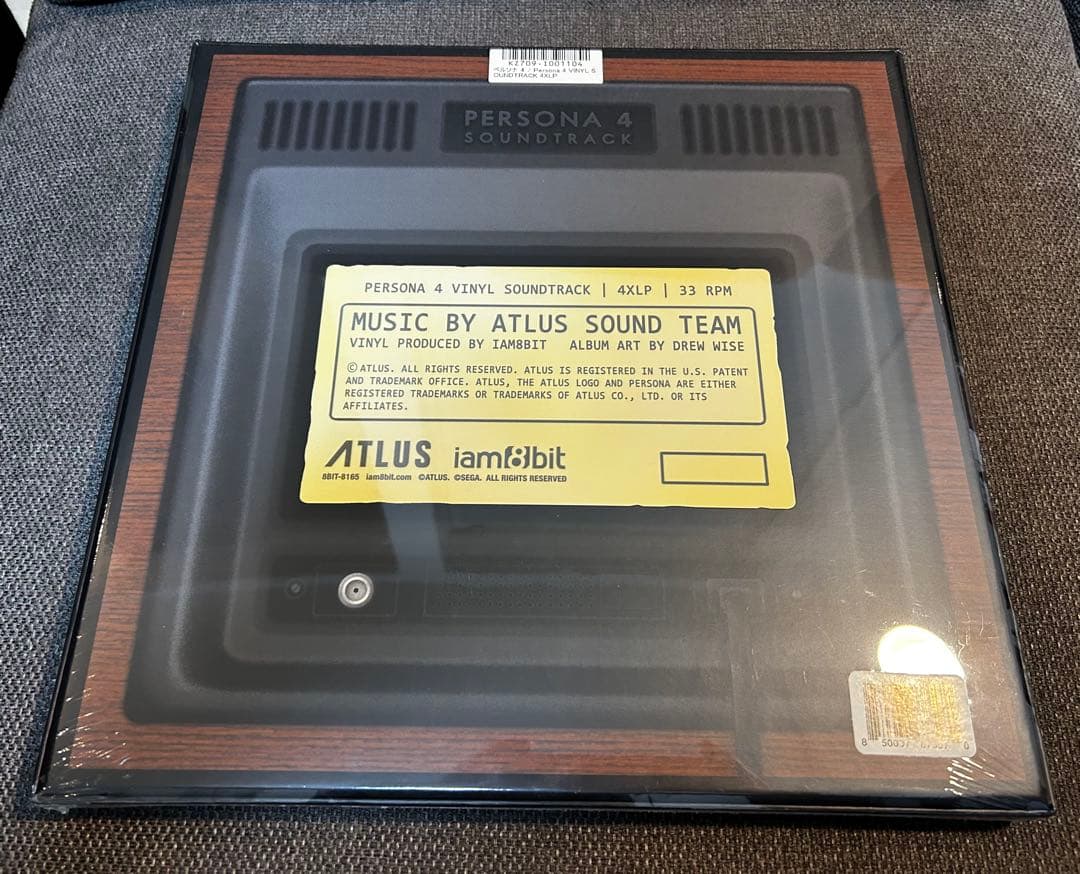 KZ709-1001104
ペルソナ 4 / Persona 4 VINYL S
OUNDTRACK 4XLP
PERSONA 4
SOUNDTRACK
PERSONA 4 VINYL SOUNDTRACK | 4XLP | 33 RPM
MUSIC BY ATLUS SOUND TEAM
VINYL PRODUCED BY IAM8BIT ALBUM ART BY DREW WISE
©ATLUS. ALL RIGHTS RESERVED. ATLUS IS REGISTERED IN THE U.S. PATENT
AND TRADEMARK OFFICE. ATLUS, THE ATLUS LOGO AND PERSONA ARE EITHER
REGISTERED TRADEMARKS OR TRADEMARKS OF ATLUS CO., LTD. OR ITS
AFFILIATES.
ATLUS iam8bit
8BIT-8165 iam8bit.com ©ATLUS. ©SEGA. ALL RIGHTS RESERVED